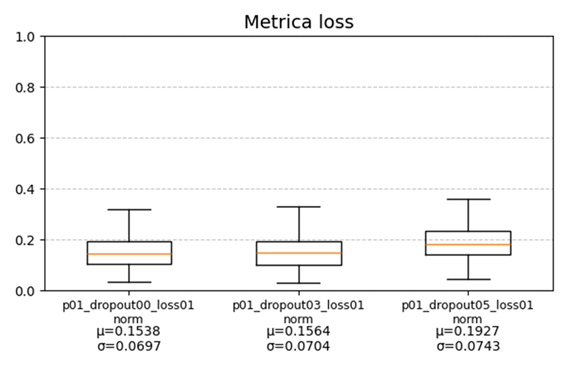 Metrica loss
1.0
0.8
0.6
0.4
0.2
0.0
p01_dropout00_loss01 p01_dropout03_loss01 p01_dropout05_loss01
norm norm norm
μ=0.1538 μ=0.1564 μ=0.1927
σ=0.0697 σ=0.0704 σ=0.0743